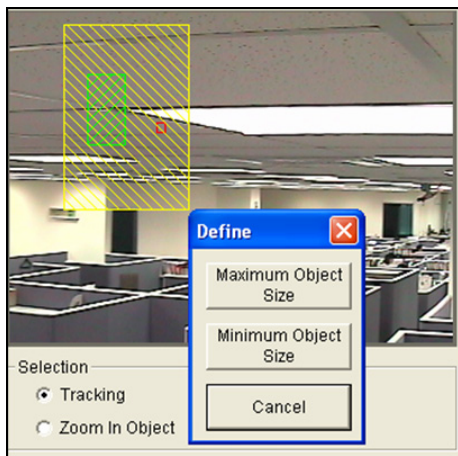 Define
Maximum Object
Size
Minimum Object
Size
Cancel
Selection
Tracking
Zoom In Object